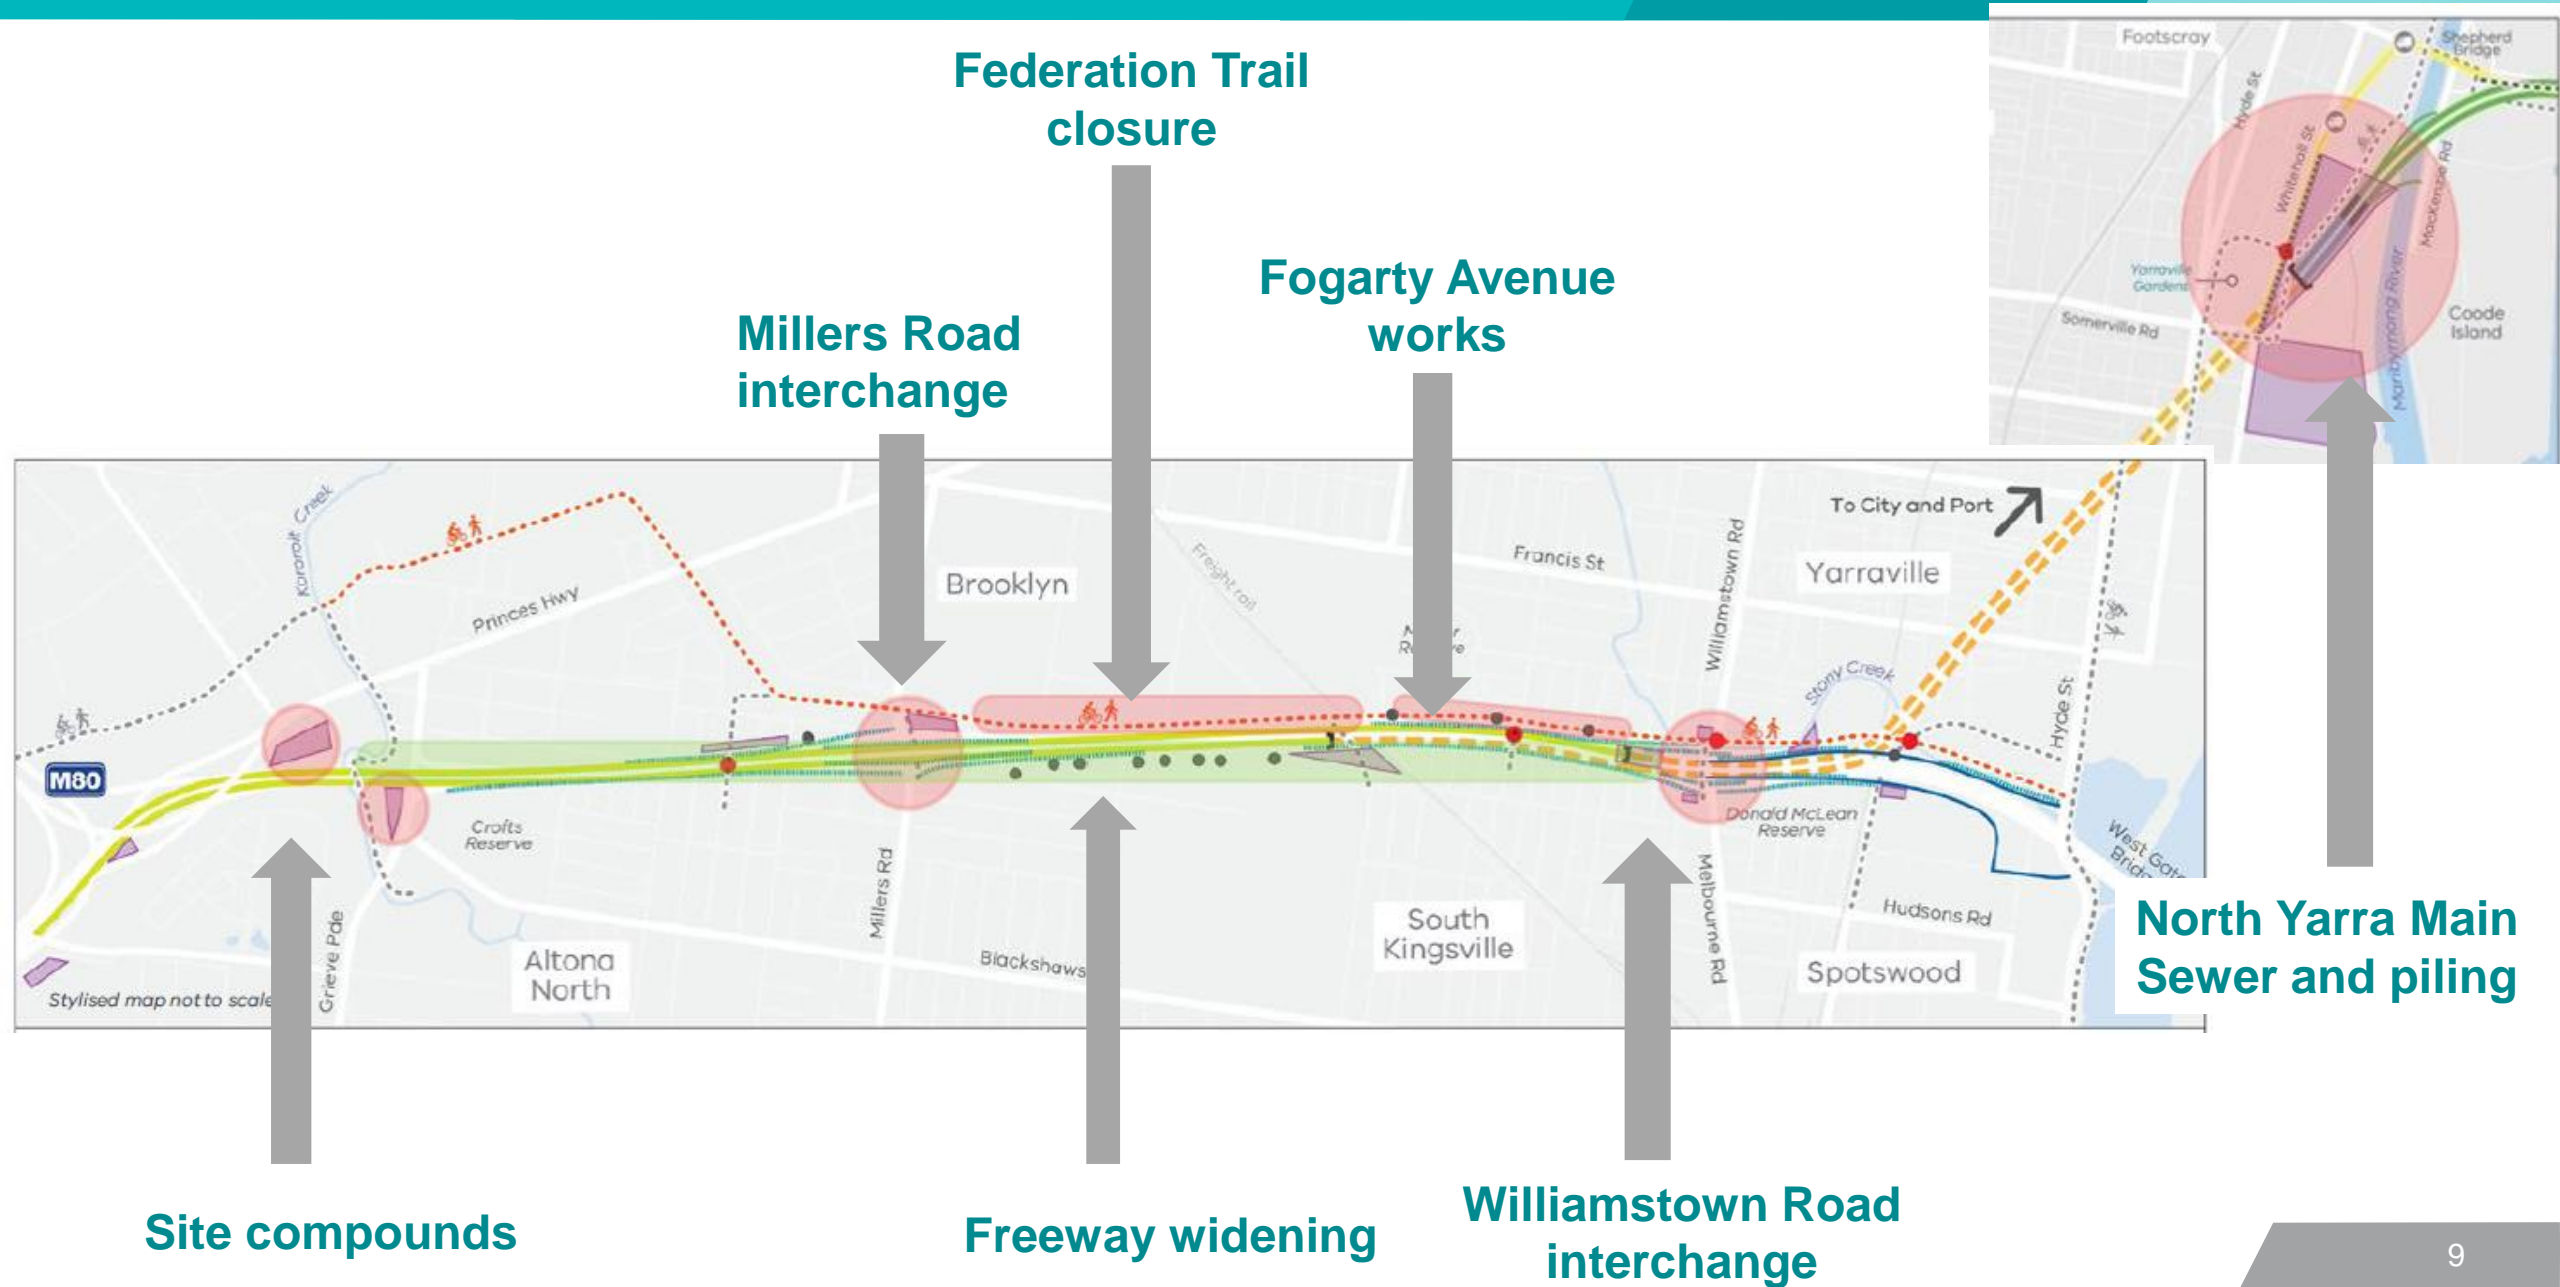 Federation Trail
closure
Fogarty Avenue
works
Millers Road
interchange
Footscray
Shepherd
Bridge
Hyde St
Whitehall St
MacKenzie Rd
Yarraville
Gardens
Somerville Rd
Maribyrnong River
Coode
Island
Kororoit Creek
Princes Hwy
Brooklyn
Freight rail
Francis St
Williamstown Rd
To City and Port
Yarraville
Stony Creek
Hyde St
M80
Crofts
Reserve
Donald McLean
Reserve
West Gate
Grieve Pde
Millers Rd
Melbourne Rd
Altona
North
Blackshaws
South
Kingsville
Hudsons Rd
Spotswood
Stylised map not to scale
North Yarra Main
Sewer and piling
Site compounds
Freeway widening
Williamstown Road
interchange
9